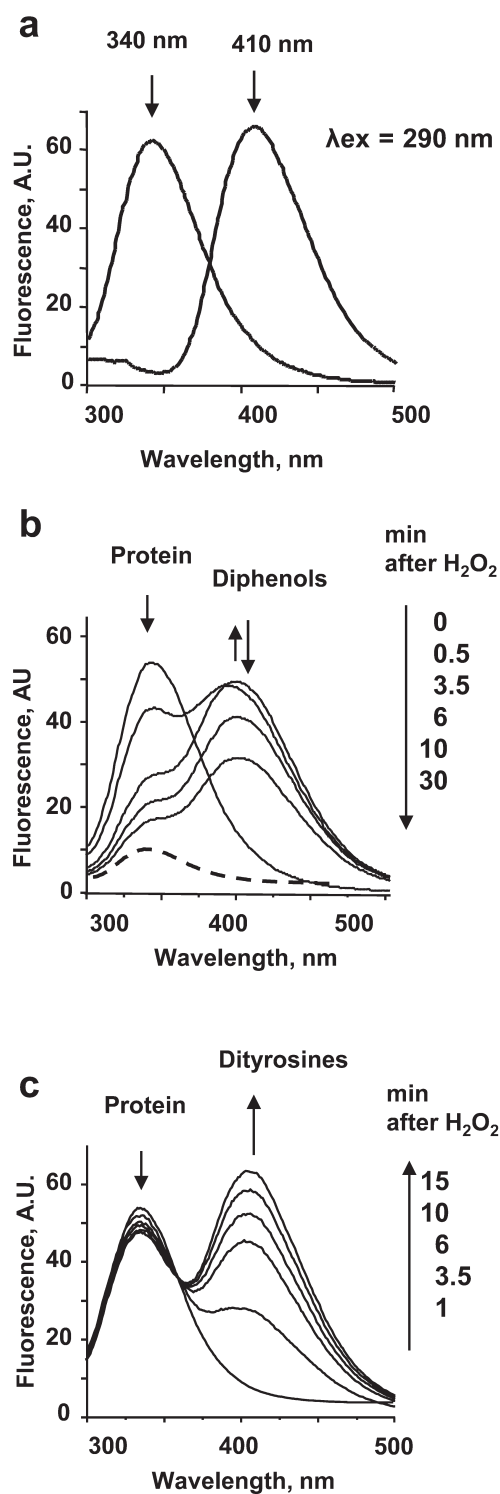 a
340 nm
410 nm
λex = 290 nm
Fluorescence, A.U.
60
40
20
0
300
400
500
Wavelength, nm
b
Protein
Diphenols
min
after H₂O₂
0
0.5
3.5
6
10
30
Fluorescence, AU
60
40
20
0
300
400
500
Wavelength, nm
c
Protein
Dityrosines
min
after H₂O₂
15
10
6
3.5
1
Fluorescence, A.U.
60
40
20
0
300
400
500
Wavelength, nm